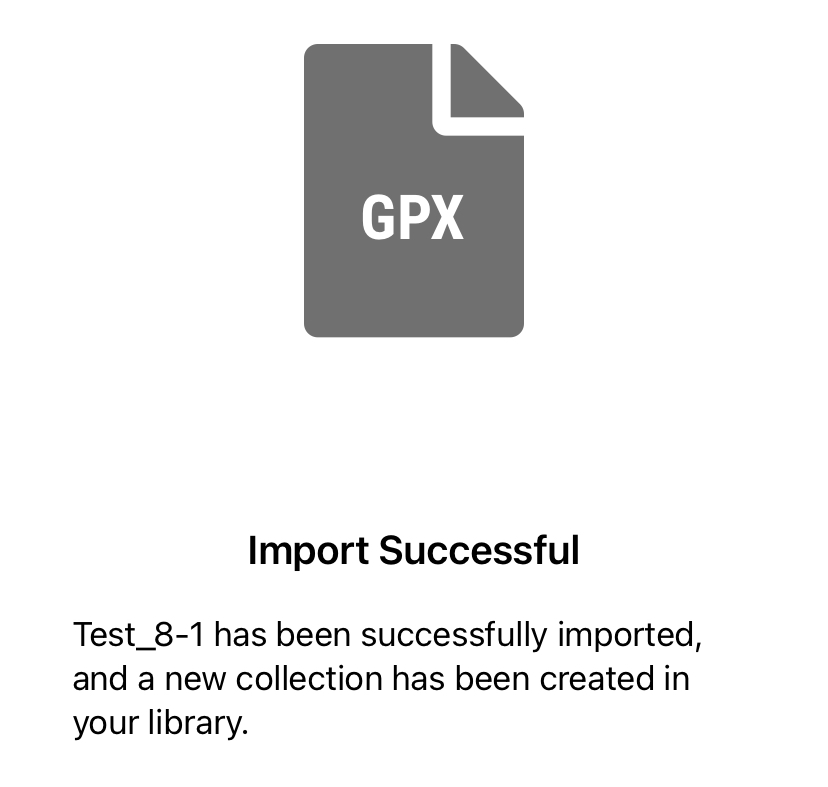 GPX
Import Successful
Test_8-1 has been successfully imported,
and a new collection has been created in
your library.